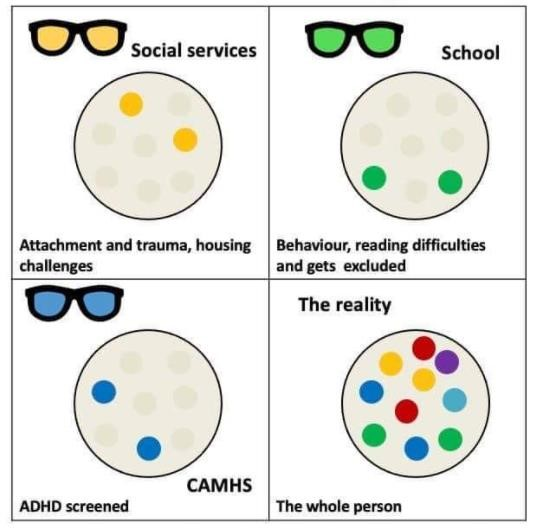 Social services
Attachment and trauma, housing
challenges
School
Behaviour, reading difficulties
and gets excluded
CAMHS
ADHD screened
The reality
The whole person